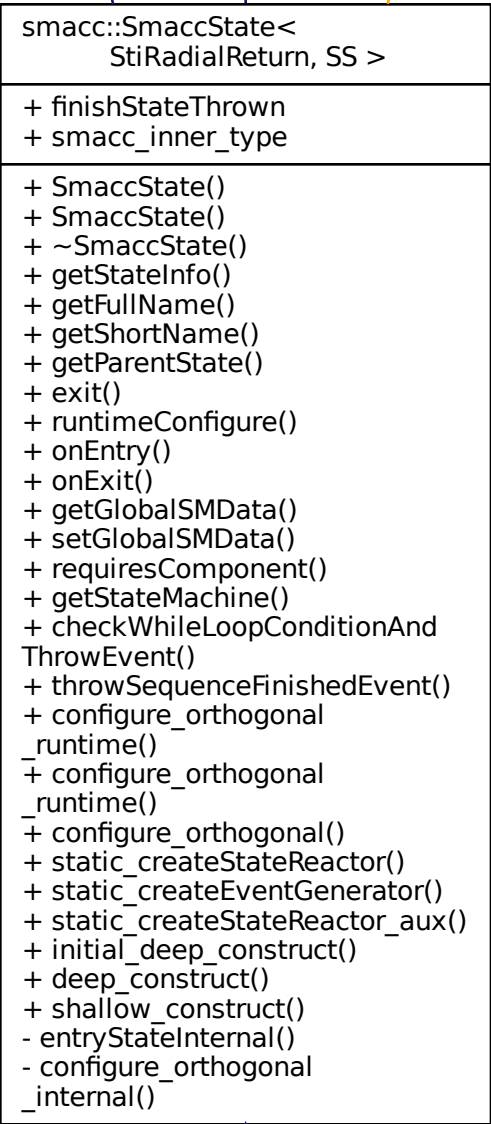 smacc::SmaccState<
StiRadialReturn, SS >
+ finishStateThrown
+ smacc_inner_type
+ SmaccState()
+ SmaccState()
+ ~SmaccState()
+ getStateInfo()
+ getFullName()
+ getShortName()
+ getParentState()
+ exit()
+ runtimeConfigure()
+ onEntry()
+ onExit()
+ getGlobalSMData()
+ setGlobalSMData()
+ requiresComponent()
+ getStateMachine()
+ checkWhileLoopConditionAnd
ThrowEvent()
+ throwSequenceFinishedEvent()
+ configure_orthogonal
_runtime()
+ configure_orthogonal
_runtime()
+ configure_orthogonal()
+ static_createStateReactor()
+ static_createEventGenerator()
+ static_createStateReactor_aux()
+ initial_deep_construct()
+ deep_construct()
+ shallow_construct()
- entryStateInternal()
- configure_orthogonal
_internal()